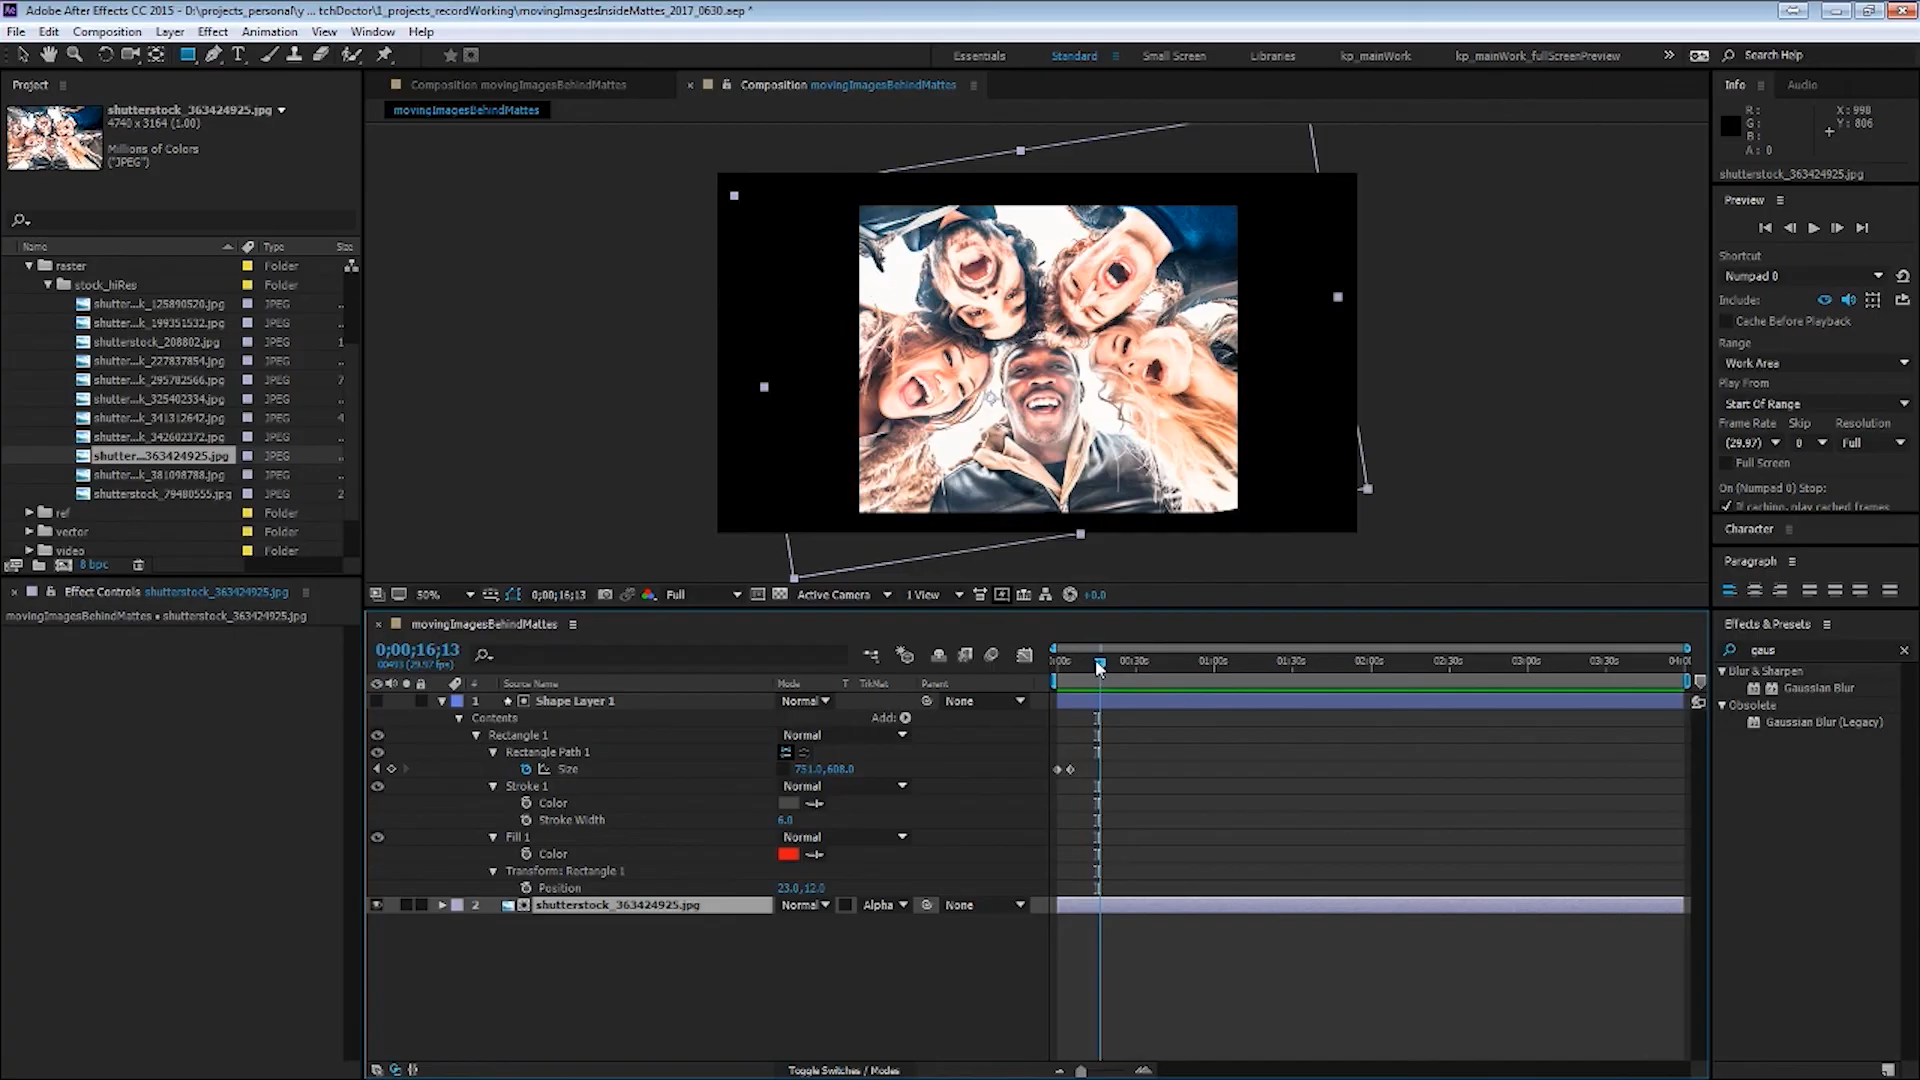 Adobe After Effects CC 2015 - D:\projects_personal\y ... tchDoctor\1_projects_recordWorking\movingImagesInsideMattes_2017_0630.aep *
File Edit Composition Layer Effect Animation View Window Help
Essentials Standard Small Screen Libraries kp_mainWork kp_mainWork_fullScreenPreview Search Help
Project
Composition movingImagesBehindMattes
Composition movingImagesBehindMattes
movingImagesBehindMattes
shutterstock_363424925.jpg
4740 x 3164 (1.00)
Millions of Colors
("JPEG")
Name Type Size
raster Folder
stock_hiRes Folder
shutter...k_125890520.jpg JPEG ..
shutter...k_199351532.jpg JPEG ..
shutterstock_208802.jpg JPEG 1
shutter...k_227837854.jpg JPEG ..
shutter...k_295782566.jpg JPEG 7
shutter...k_325402334.jpg JPEG ..
shutter...k_341312642.jpg JPEG 4
shutter...k_342602372.jpg JPEG ..
shutter...363424925.jpg JPEG ..
shutter...k_381098788.jpg JPEG ..
shutterstock_79480555.jpg JPEG 2
ref Folder
vector Folder
video Folder
8 bpc
Effect Controls shutterstock_363424925.jpg
movingImagesBehindMattes • shutterstock_363424925.jpg
50% 0;00;16;13 Full Active Camera 1 View +0.0
movingImagesBehindMattes
0;00;16;13
00493 (29.97 fps)
# Source Name Mode T TrkMat Parent
1 Shape Layer 1 Normal None
Contents Add:
Rectangle 1 Normal
Rectangle Path 1
Size 751.0,608.0
Stroke 1 Normal
Color
Stroke Width 6.0
Fill 1 Normal
Color
Transform: Rectangle 1
Position 23.0,12.0
2 shutterstock_363424925.jpg Normal Alpha None
00:30s 01:00s 01:30s 02:00s 02:30s 03:00s 03:30s
Toggle Switches / Modes
Info Audio
R:
G:
B:
A: 0
X: 998
Y: 806
shutterstock_363424925.jpg
Preview
Shortcut
Numpad 0
Include:
Cache Before Playback
Range
Work Area
Play From
Start Of Range
Frame Rate Skip Resolution
(29.97) 0 Full
Full Screen
On (Numpad 0) Stop:
If caching, play cached frames
Character
Paragraph
Effects & Presets
gaus
Blur & Sharpen
Gaussian Blur
Obsolete
Gaussian Blur (Legacy)